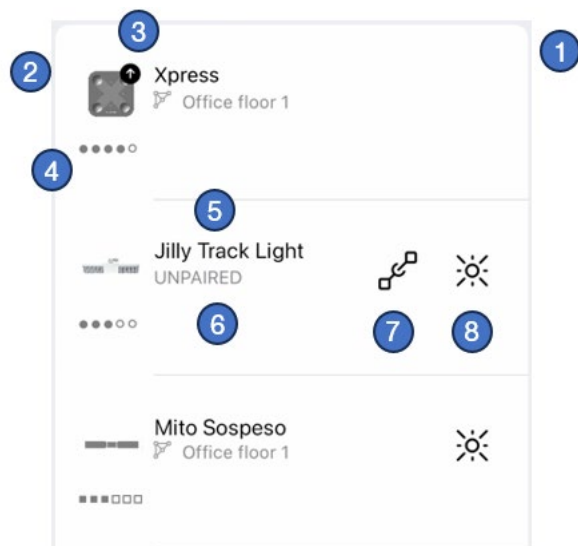 3
1
2
Xpress
Office floor 1
4
5
Jilly Track Light
UNPAIRED
6
7
8
Mito Sospeso
Office floor 1